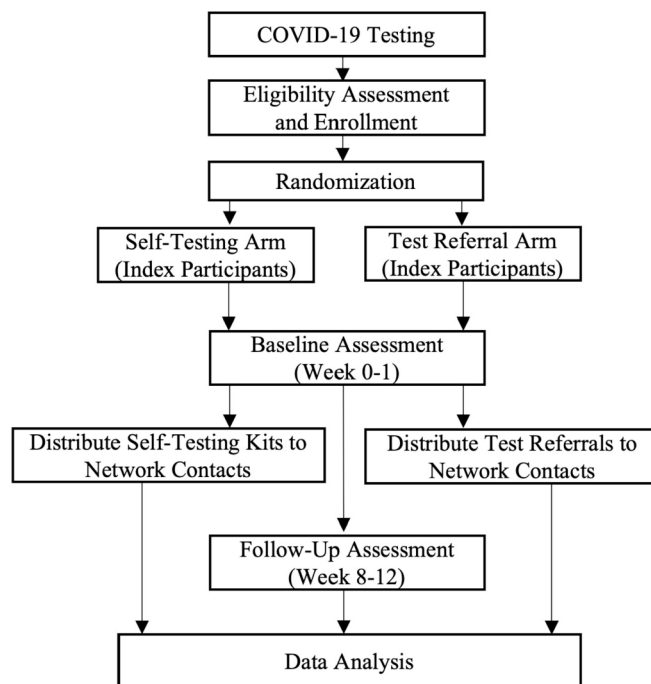 COVID-19 Testing
Eligibility Assessment
and Enrollment
Randomization
Self-Testing Arm
(Index Participants)
Test Referral Arm
(Index Participants)
Baseline Assessment
(Week 0-1)
Distribute Self-Testing Kits to
Network Contacts
Distribute Test Referrals to
Network Contacts
Follow-Up Assessment
(Week 8-12)
Data Analysis